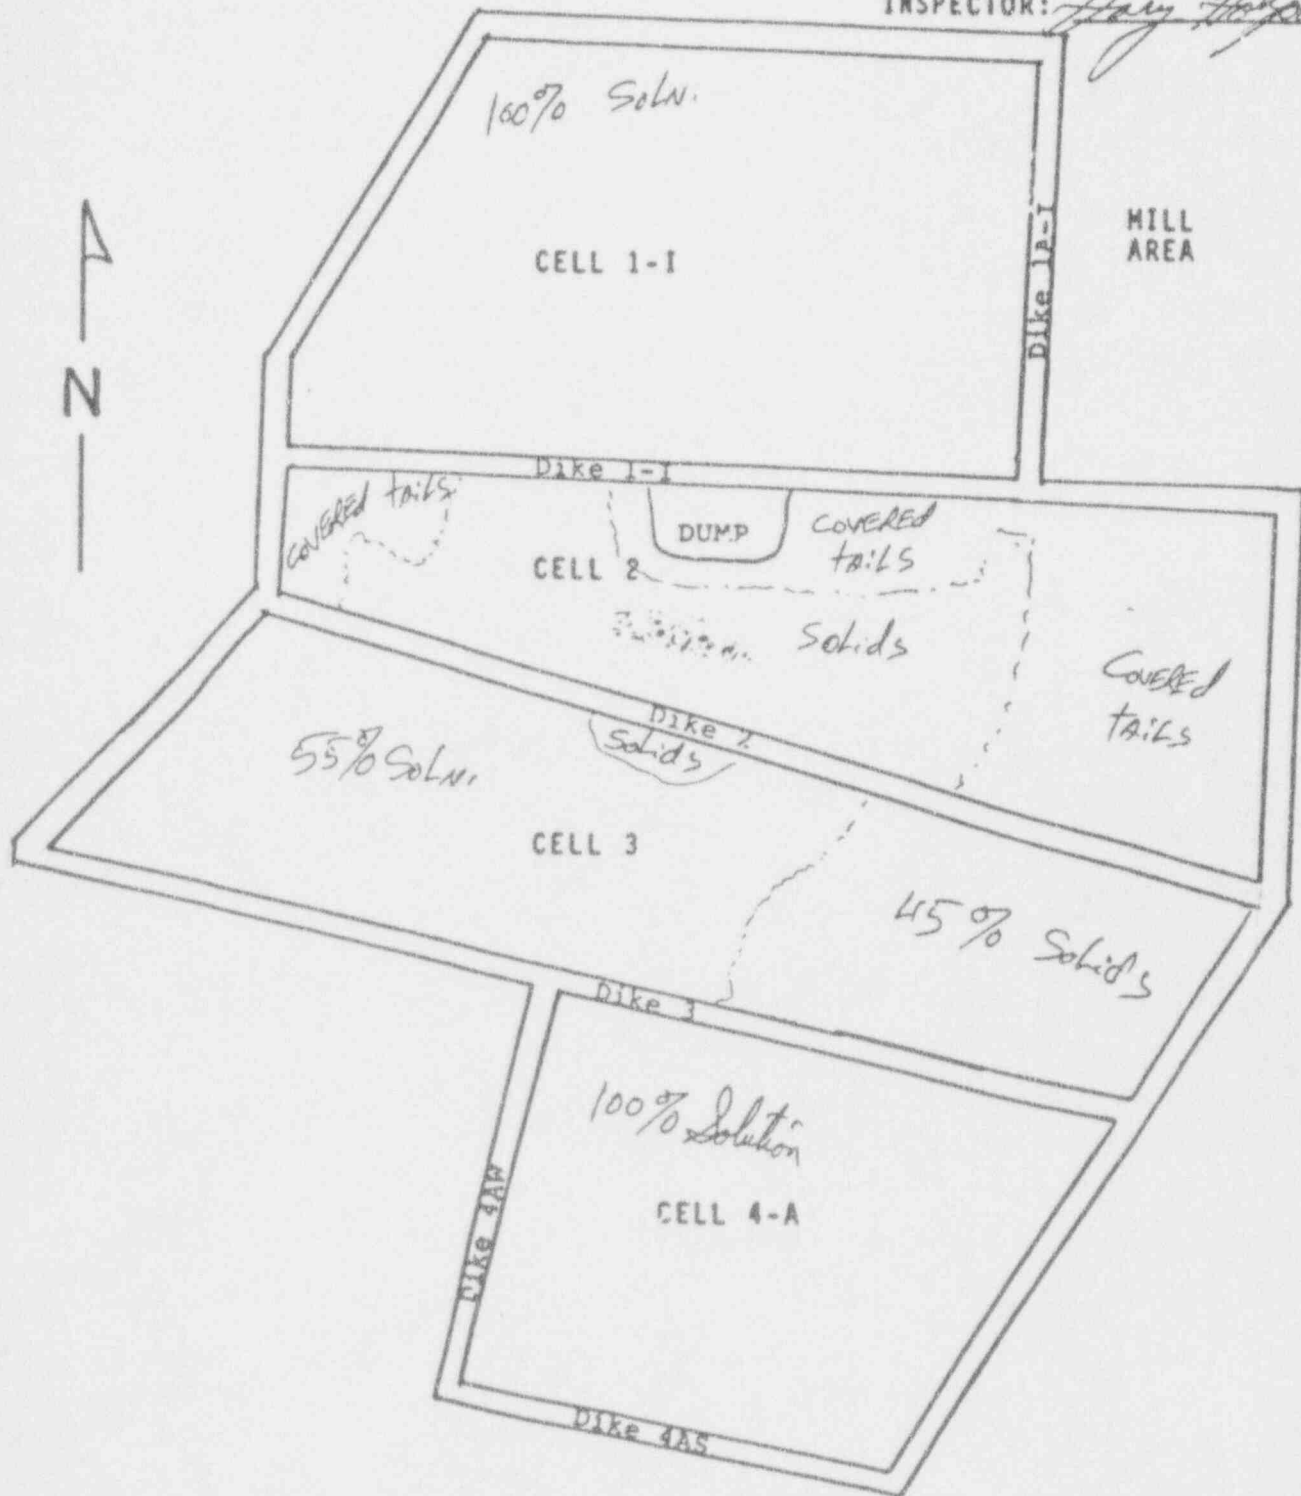 INSPECTOR:
100% Soln.
CELL 1-I
Dike 1a-I
MILL
AREA
N
Dike 1-I
COVERED tails
DUMP
COVERED
tails
CELL 2
Solids
COVERED
tails
Dike 2
Solids
55% Soln.
CELL 3
45% Solids
Dike 3
100% Solution
CELL 4-A
Dike 4AW
Dike 4AS